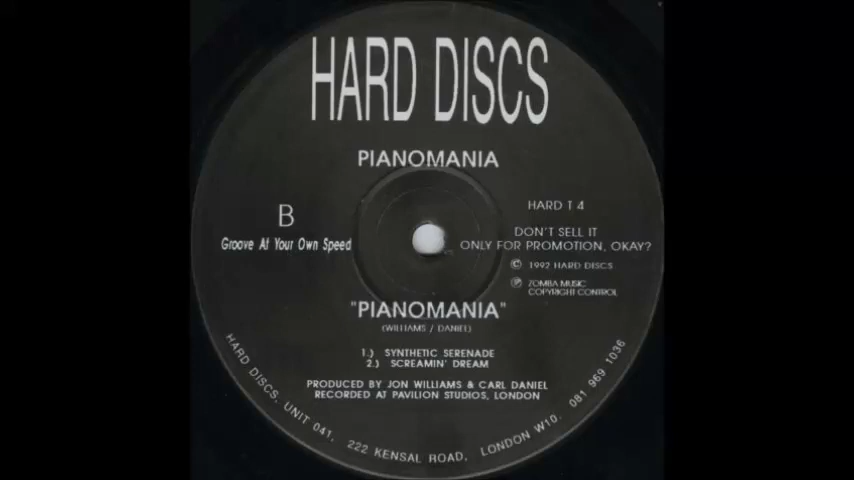 HARD DISCS
PIANOMANIA
B
Groove At Your Own Speed
HARD T 4
DON'T SELL IT
ONLY FOR PROMOTION, OKAY?
© 1992 HARD DISCS
℗ ZOMBA MUSIC
COPYRIGHT CONTROL
"PIANOMANIA"
(WILLIAMS / DANIEL)
1.) SYNTHETIC SERENADE
2.) SCREAMIN' DREAM
PRODUCED BY JON WILLIAMS & CARL DANIEL
RECORDED AT PAVILION STUDIOS, LONDON
HARD DISCS, UNIT 041, 222 KENSAL ROAD, LONDON W10. 081 969 1036